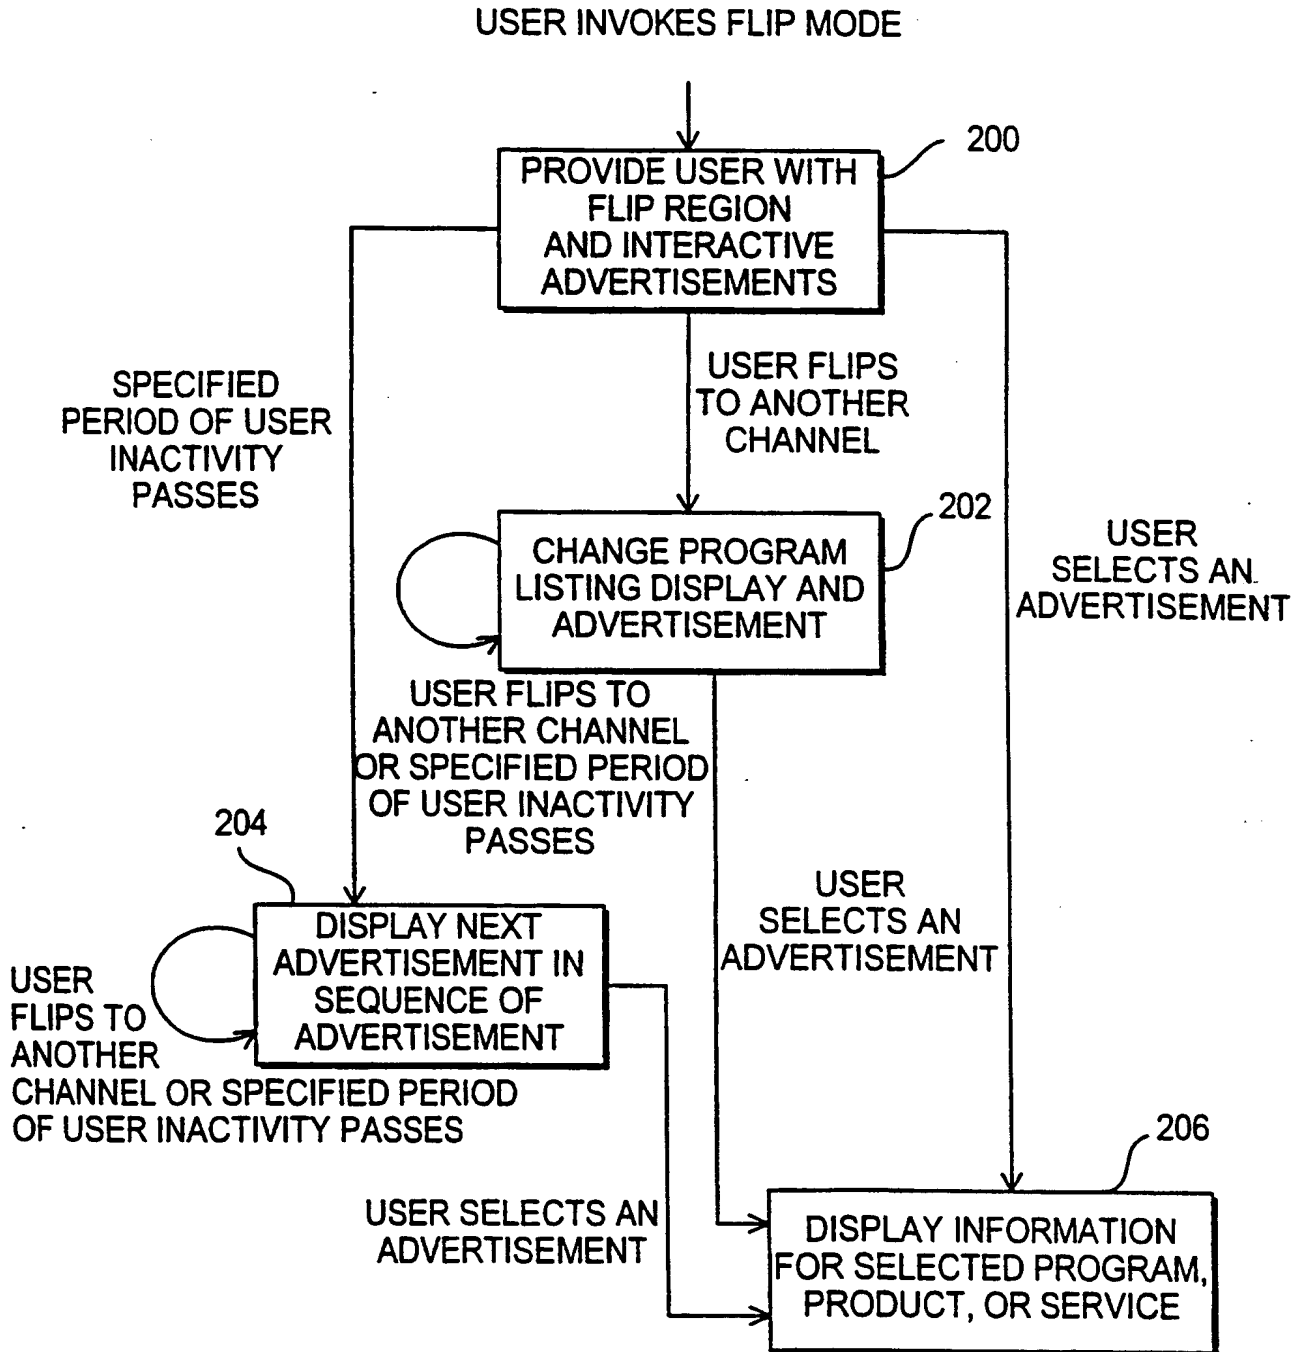 USER INVOKES FLIP MODE
200
PROVIDE USER WITH
FLIP REGION
AND INTERACTIVE
ADVERTISEMENTS
SPECIFIED
PERIOD OF USER
INACTIVITY
PASSES
USER FLIPS
TO ANOTHER
CHANNEL
202
CHANGE PROGRAM
LISTING DISPLAY AND
ADVERTISEMENT
USER
SELECTS AN
ADVERTISEMENT
USER FLIPS TO
ANOTHER CHANNEL
OR SPECIFIED PERIOD
OF USER INACTIVITY
PASSES
204
DISPLAY NEXT
ADVERTISEMENT IN
SEQUENCE OF
ADVERTISEMENT
USER
SELECTS AN
ADVERTISEMENT
USER
FLIPS TO
ANOTHER
CHANNEL OR SPECIFIED PERIOD
OF USER INACTIVITY PASSES
206
USER SELECTS AN
ADVERTISEMENT
DISPLAY INFORMATION
FOR SELECTED PROGRAM,
PRODUCT, OR SERVICE